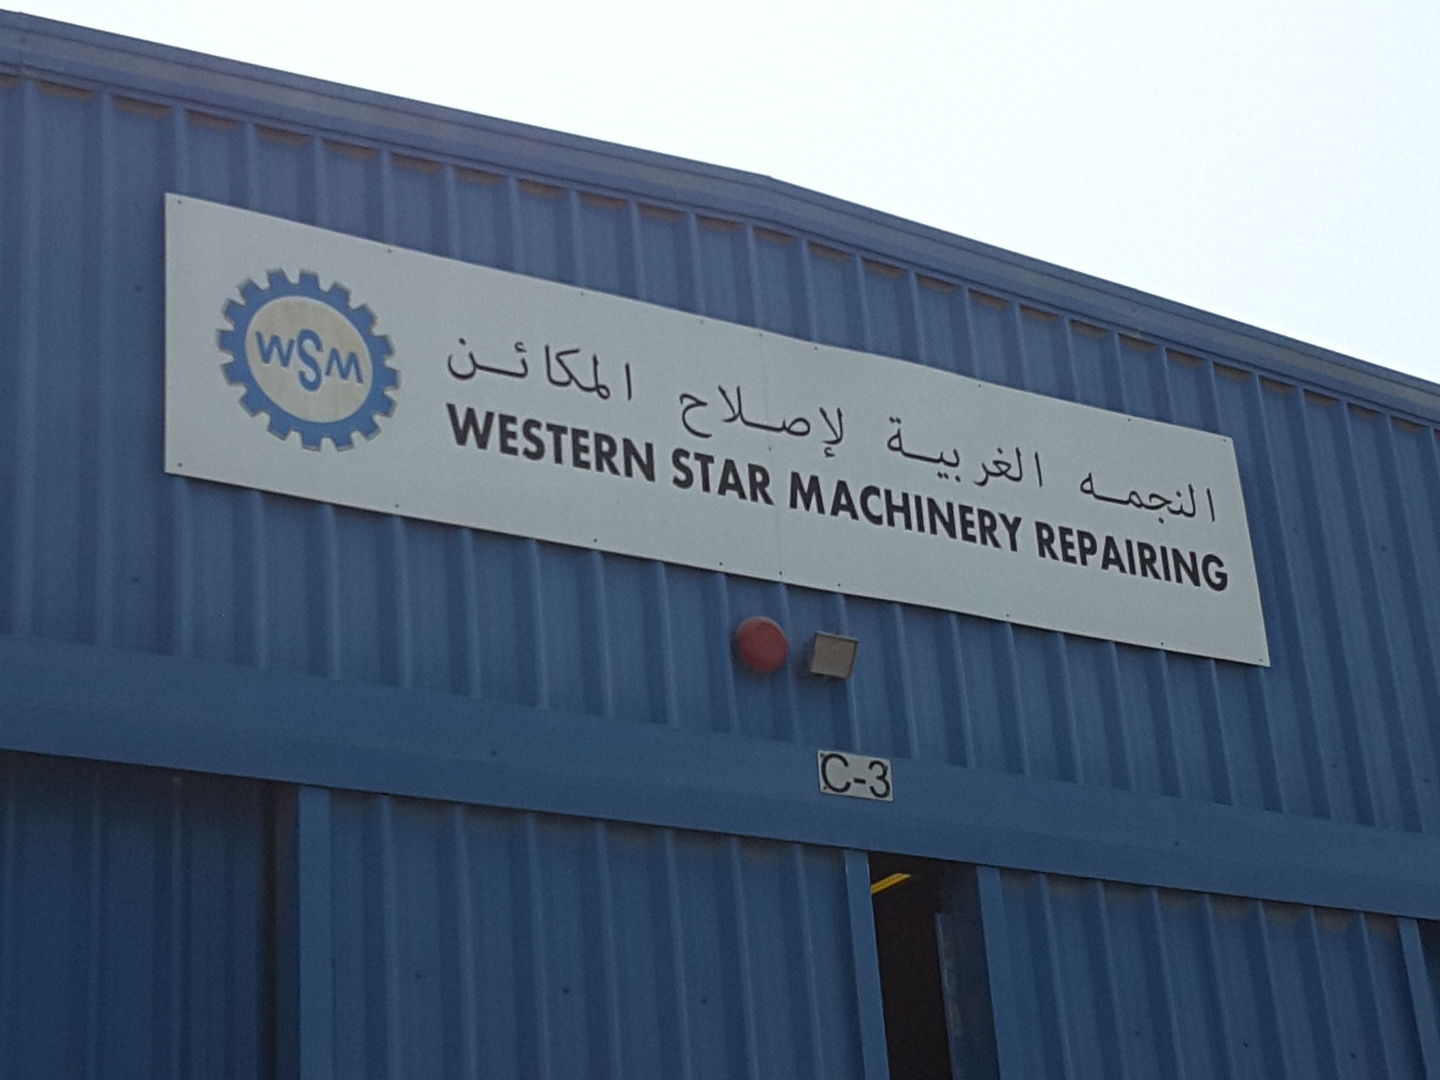 WSM
النجمه الغربية لإصلاح المكائن
WESTERN STAR MACHINERY REPAIRING
C-3